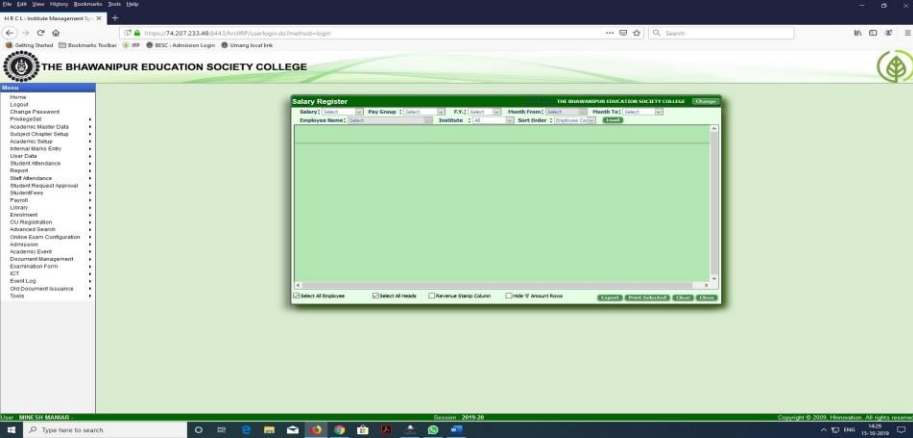 File Edit View History Bookmarks Tools Help
H R C L : Institute Management Sy
https://74.207.233.48:8443/hrclIRP/userlogin.do?method=login
Search
Getting Started Bookmarks Toolbar IRP BESC : Admission Login Umang local link
THE BHAWANIPUR EDUCATION SOCIETY COLLEGE
Menu
Home
Logout
Change Password
PrivilegeSet
Academic Master Data
Subject Chapter Setup
Academic Setup
Internal Marks Entry
User Data
Student Attendance
Report
Staff Attendance
Student Request Approval
StudentFees
Payroll
Library
Enrolment
CU Registration
Advanced Search
Online Exam Configuration
Admission
Academic Event
Document Management
Examination Form
ICT
Event Log
Old Document Issuance
Tools
Salary Register THE BHAWANIPUR EDUCATION SOCIETY COLLEGE Change
Salary : Select Pay Group : Select F.Y.: Select Month From: Select Month To: Select
Employee Name: Select Institute : All Sort Order : Employee Co Load
Select All Employee Select All Heads Revenue Stamp Column Hide '0' Amount Rows Export Print Selected Clear Close
User MINESH MANIAR - Session : 2019-20 Copyright © 2009, Hinnovation. All rights reserved
Type here to search ENG 14:29
15-10-2019